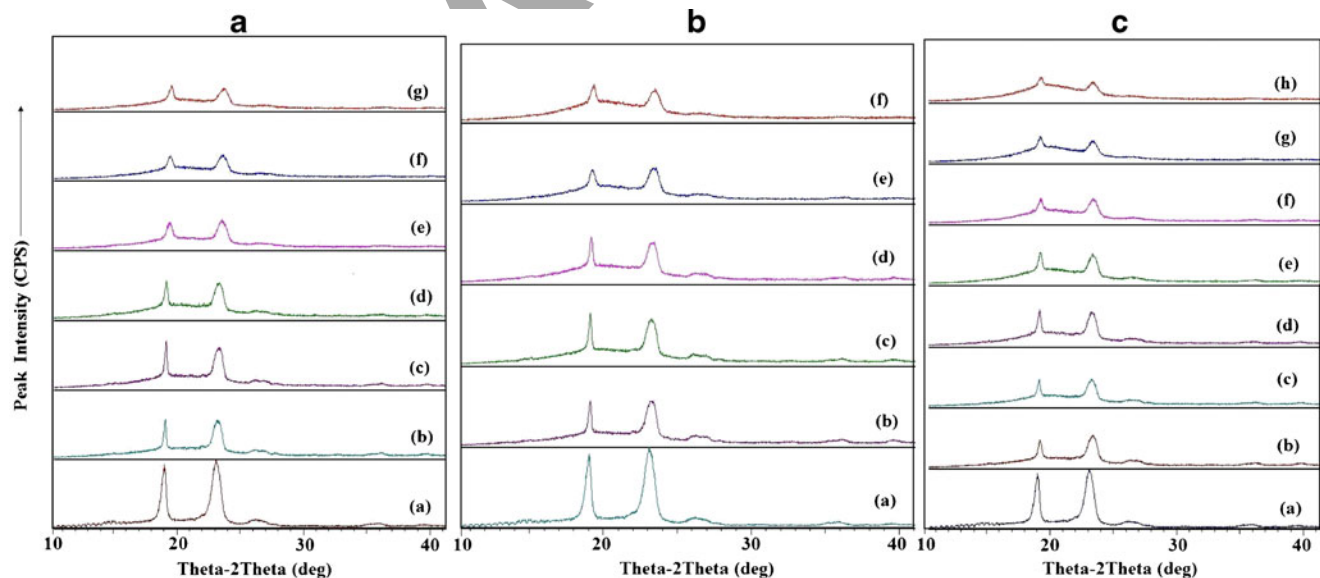 a
b
c
Peak Intensity (CPS)
(g)
(f)
(e)
(d)
(c)
(b)
(a)
10 20 30 40
Theta-2Theta (deg)
(f)
(e)
(d)
(c)
(b)
(a)
10 20 30 40
Theta-2Theta (deg)
(h)
(g)
(f)
(e)
(d)
(c)
(b)
(a)
10 20 30 40
Theta-2Theta (deg)